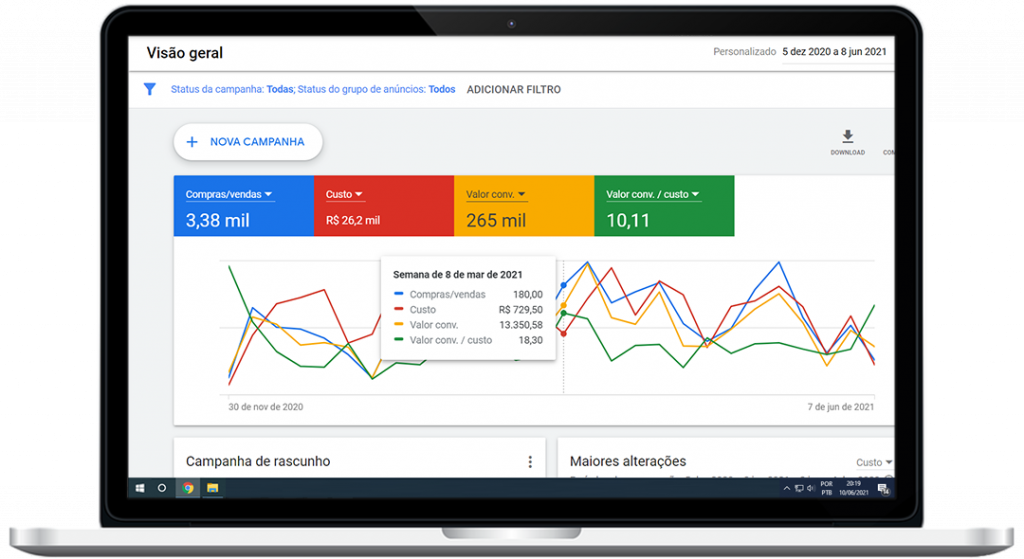 Visão geral
Personalizado 5 dez 2020 a 8 jun 2021
Status da campanha: Todas; Status do grupo de anúncios: Todos ADICIONAR FILTRO
+ NOVA CAMPANHA
DOWNLOAD
Compras/vendas Custo Valor conv. Valor conv. / custo
3,38 mil R$ 26,2 mil 265 mil 10,11
Semana de 8 de mar de 2021
Compras/vendas 180,00
Custo R$ 729,50
Valor conv. 13.350,58
Valor conv. / custo 18,30
30 de nov de 2020 7 de jun de 2021
Campanha de rascunho
Maiores alterações Custo
POR 20:19
PTB 10/06/2021